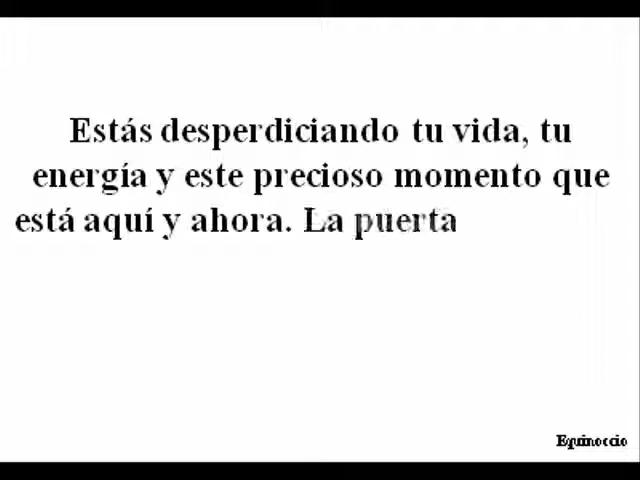 Estás desperdiciando tu vida, tu
energía y este precioso momento que
está aquí y ahora. La puerta
Equinoccio